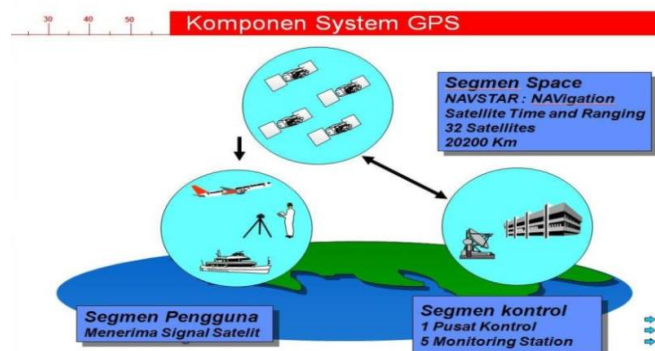 30 40 50
Komponen System GPS
Segmen Space
NAVSTAR : NAVigation
Satellite Time and Ranging
32 Satellites
20200 Km
Segmen Pengguna
Menerima Signal Satelit
Segmen kontrol
1 Pusat Kontrol
5 Monitoring Station